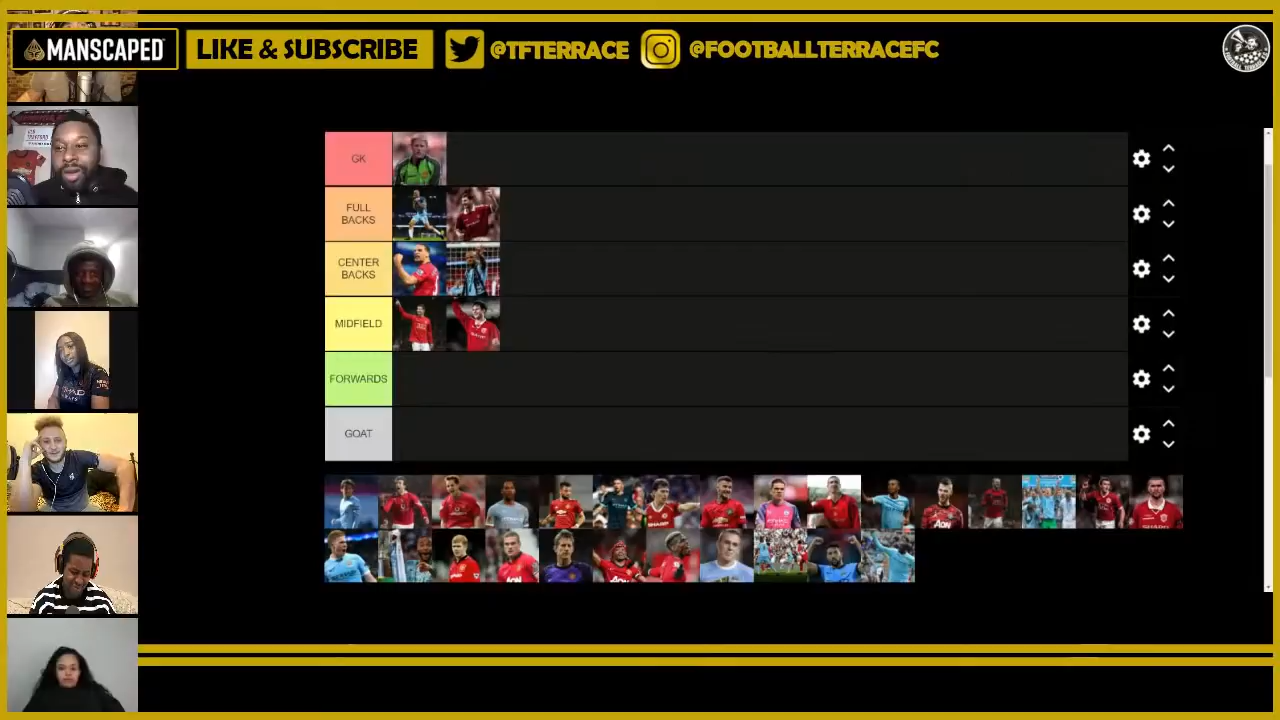 MANSCAPED LIKE & SUBSCRIBE @TFTERRACE @FOOTBALLTERRACEFC
GK
FULL
BACKS
CENTER
BACKS
MIDFIELD
FORWARDS
GOAT